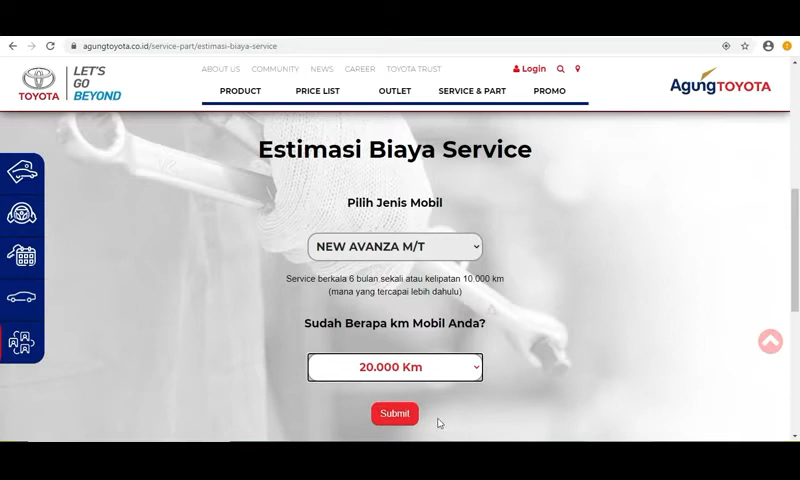 agungtoyota.co.id/service-part/estimasi-biaya-service
ABOUT US COMMUNITY NEWS CAREER TOYOTA TRUST
Login
TOYOTA
LET'S
GO
BEYOND
PRODUCT PRICE LIST OUTLET SERVICE & PART PROMO
AgungTOYOTA
Estimasi Biaya Service
Pilih Jenis Mobil
NEW AVANZA M/T
Service berkala 6 bulan sekali atau kelipatan 10.000 km
(mana yang tercapai lebih dahulu)
Sudah Berapa km Mobil Anda?
20.000 Km
Submit